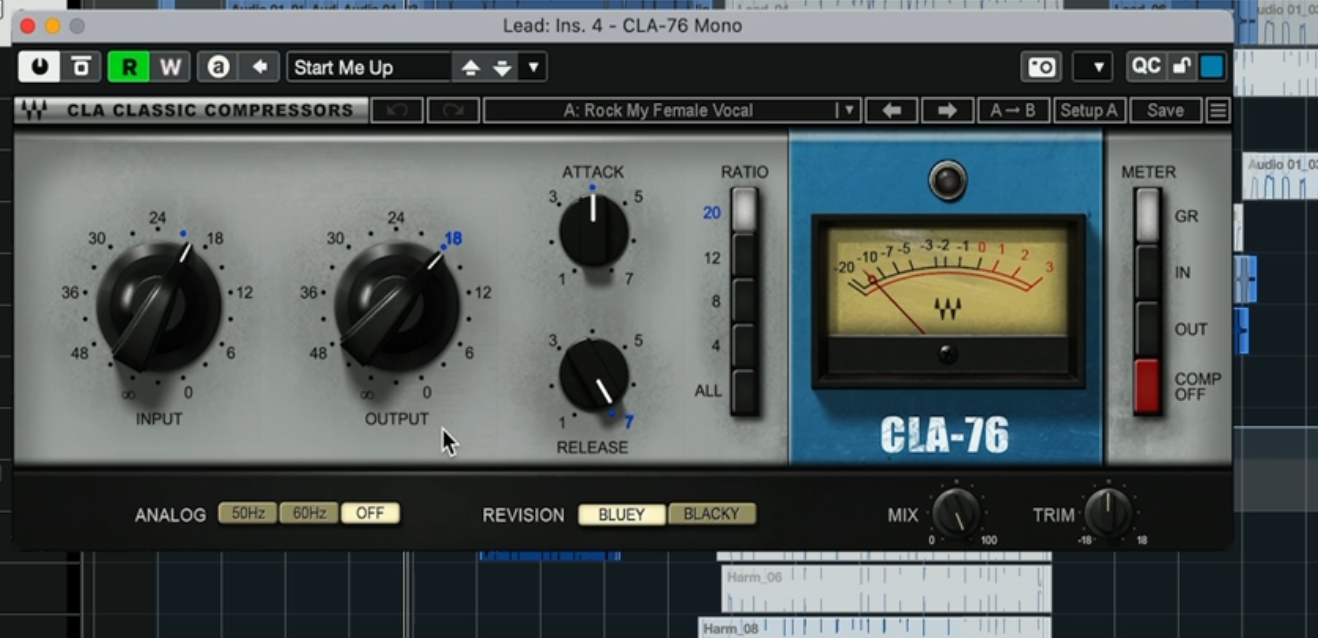 Lead: Ins. 4 - CLA-76 Mono
R W a Start Me Up QC
CLA CLASSIC COMPRESSORS A: Rock My Female Vocal A→B Setup A Save
ATTACK RATIO METER
3 5 20 GR
24 24
30 18 30 18
12 IN
1 7
36 12 36 12 8
-20 -10 -7 -5 -3 -2 -1 0 1 2 3
OUT
48 6 48 6 3 5 4
∞ 0 ∞ 0 ALL COMP
OFF
INPUT OUTPUT 1 7
RELEASE CLA-76
ANALOG 50Hz 60Hz OFF REVISION BLUEY BLACKY MIX TRIM
0 100 -18 18
Harm_06
Harm_08